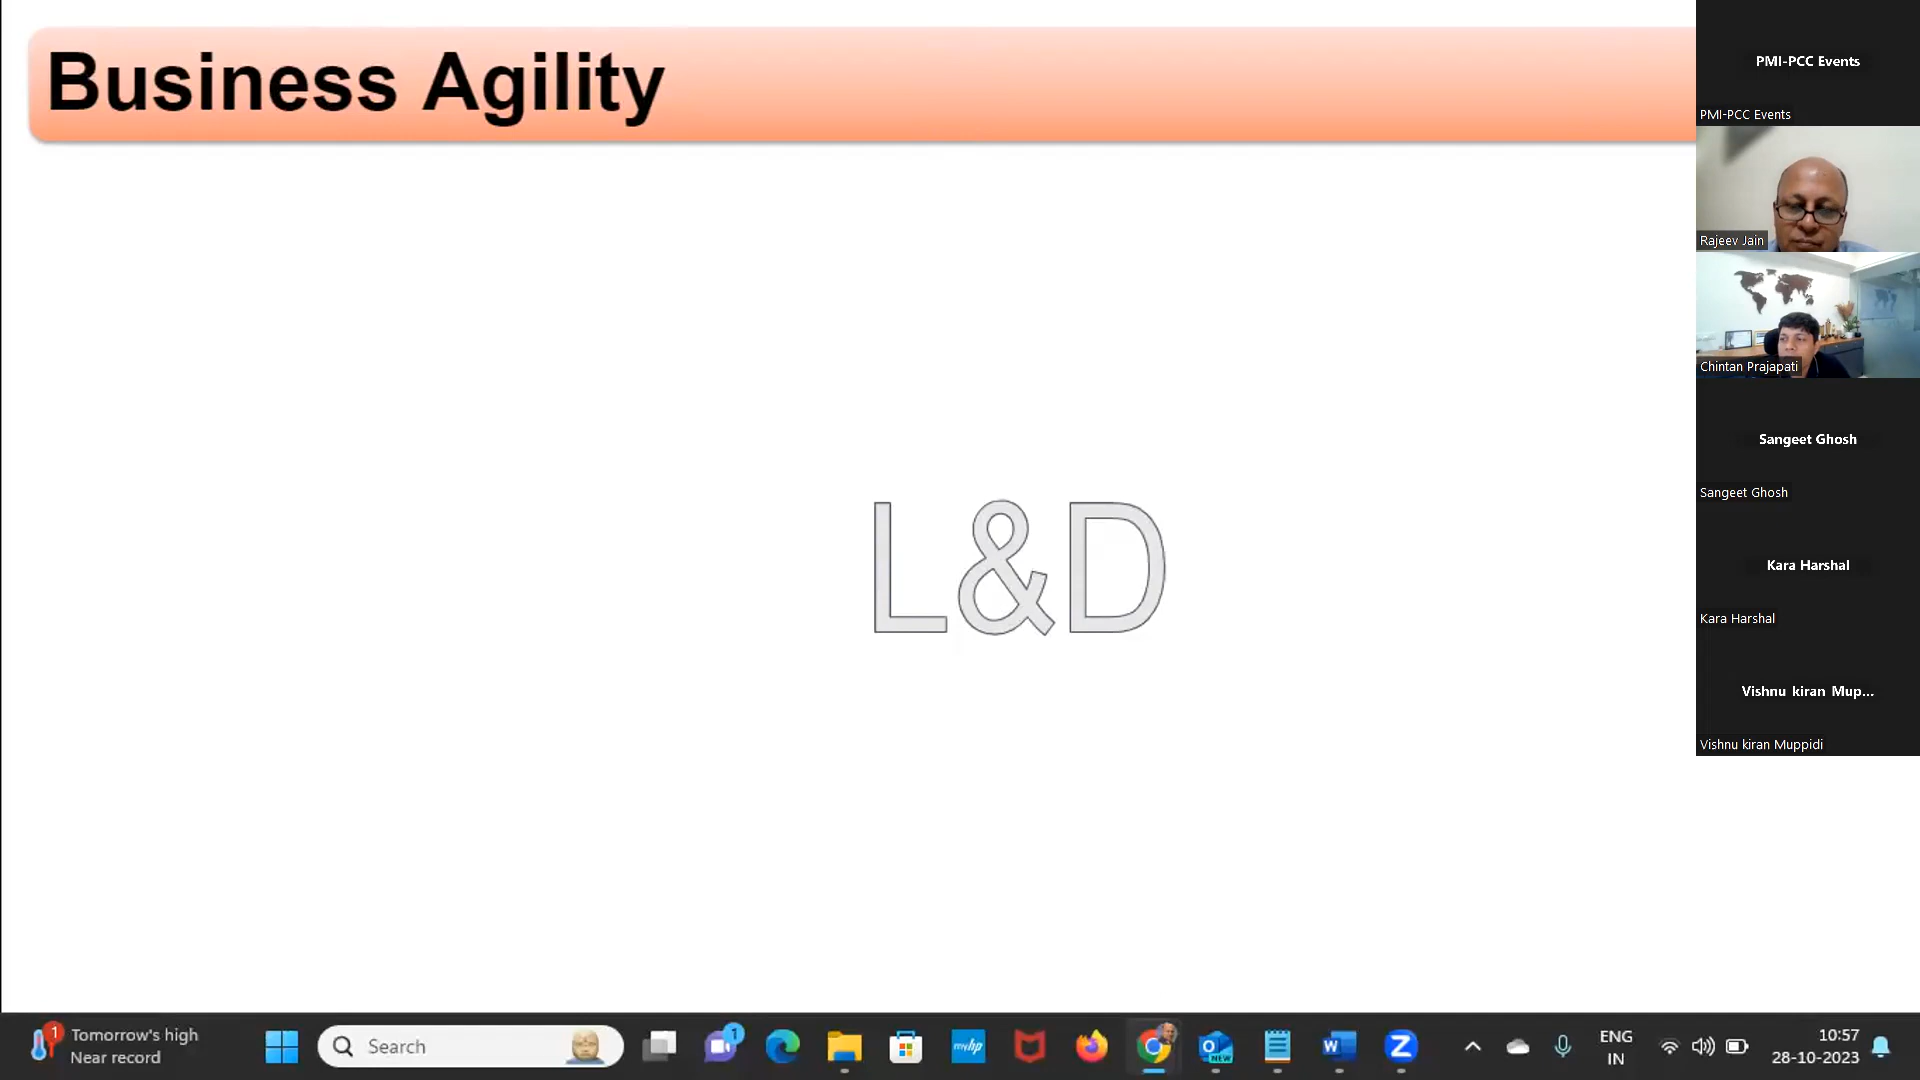 Business Agility
L&D
PMI-PCC Events
PMI-PCC Events
Rajeev Jain
Chintan Prajapati
Sangeet Ghosh
Sangeet Ghosh
Kara Harshal
Kara Harshal
Vishnu kiran Mup...
Vishnu kiran Muppidi
1
Tomorrow's high
Near record
Search
1
myhp
NEW
W
Z
ENG
IN
10:57
28-10-2023